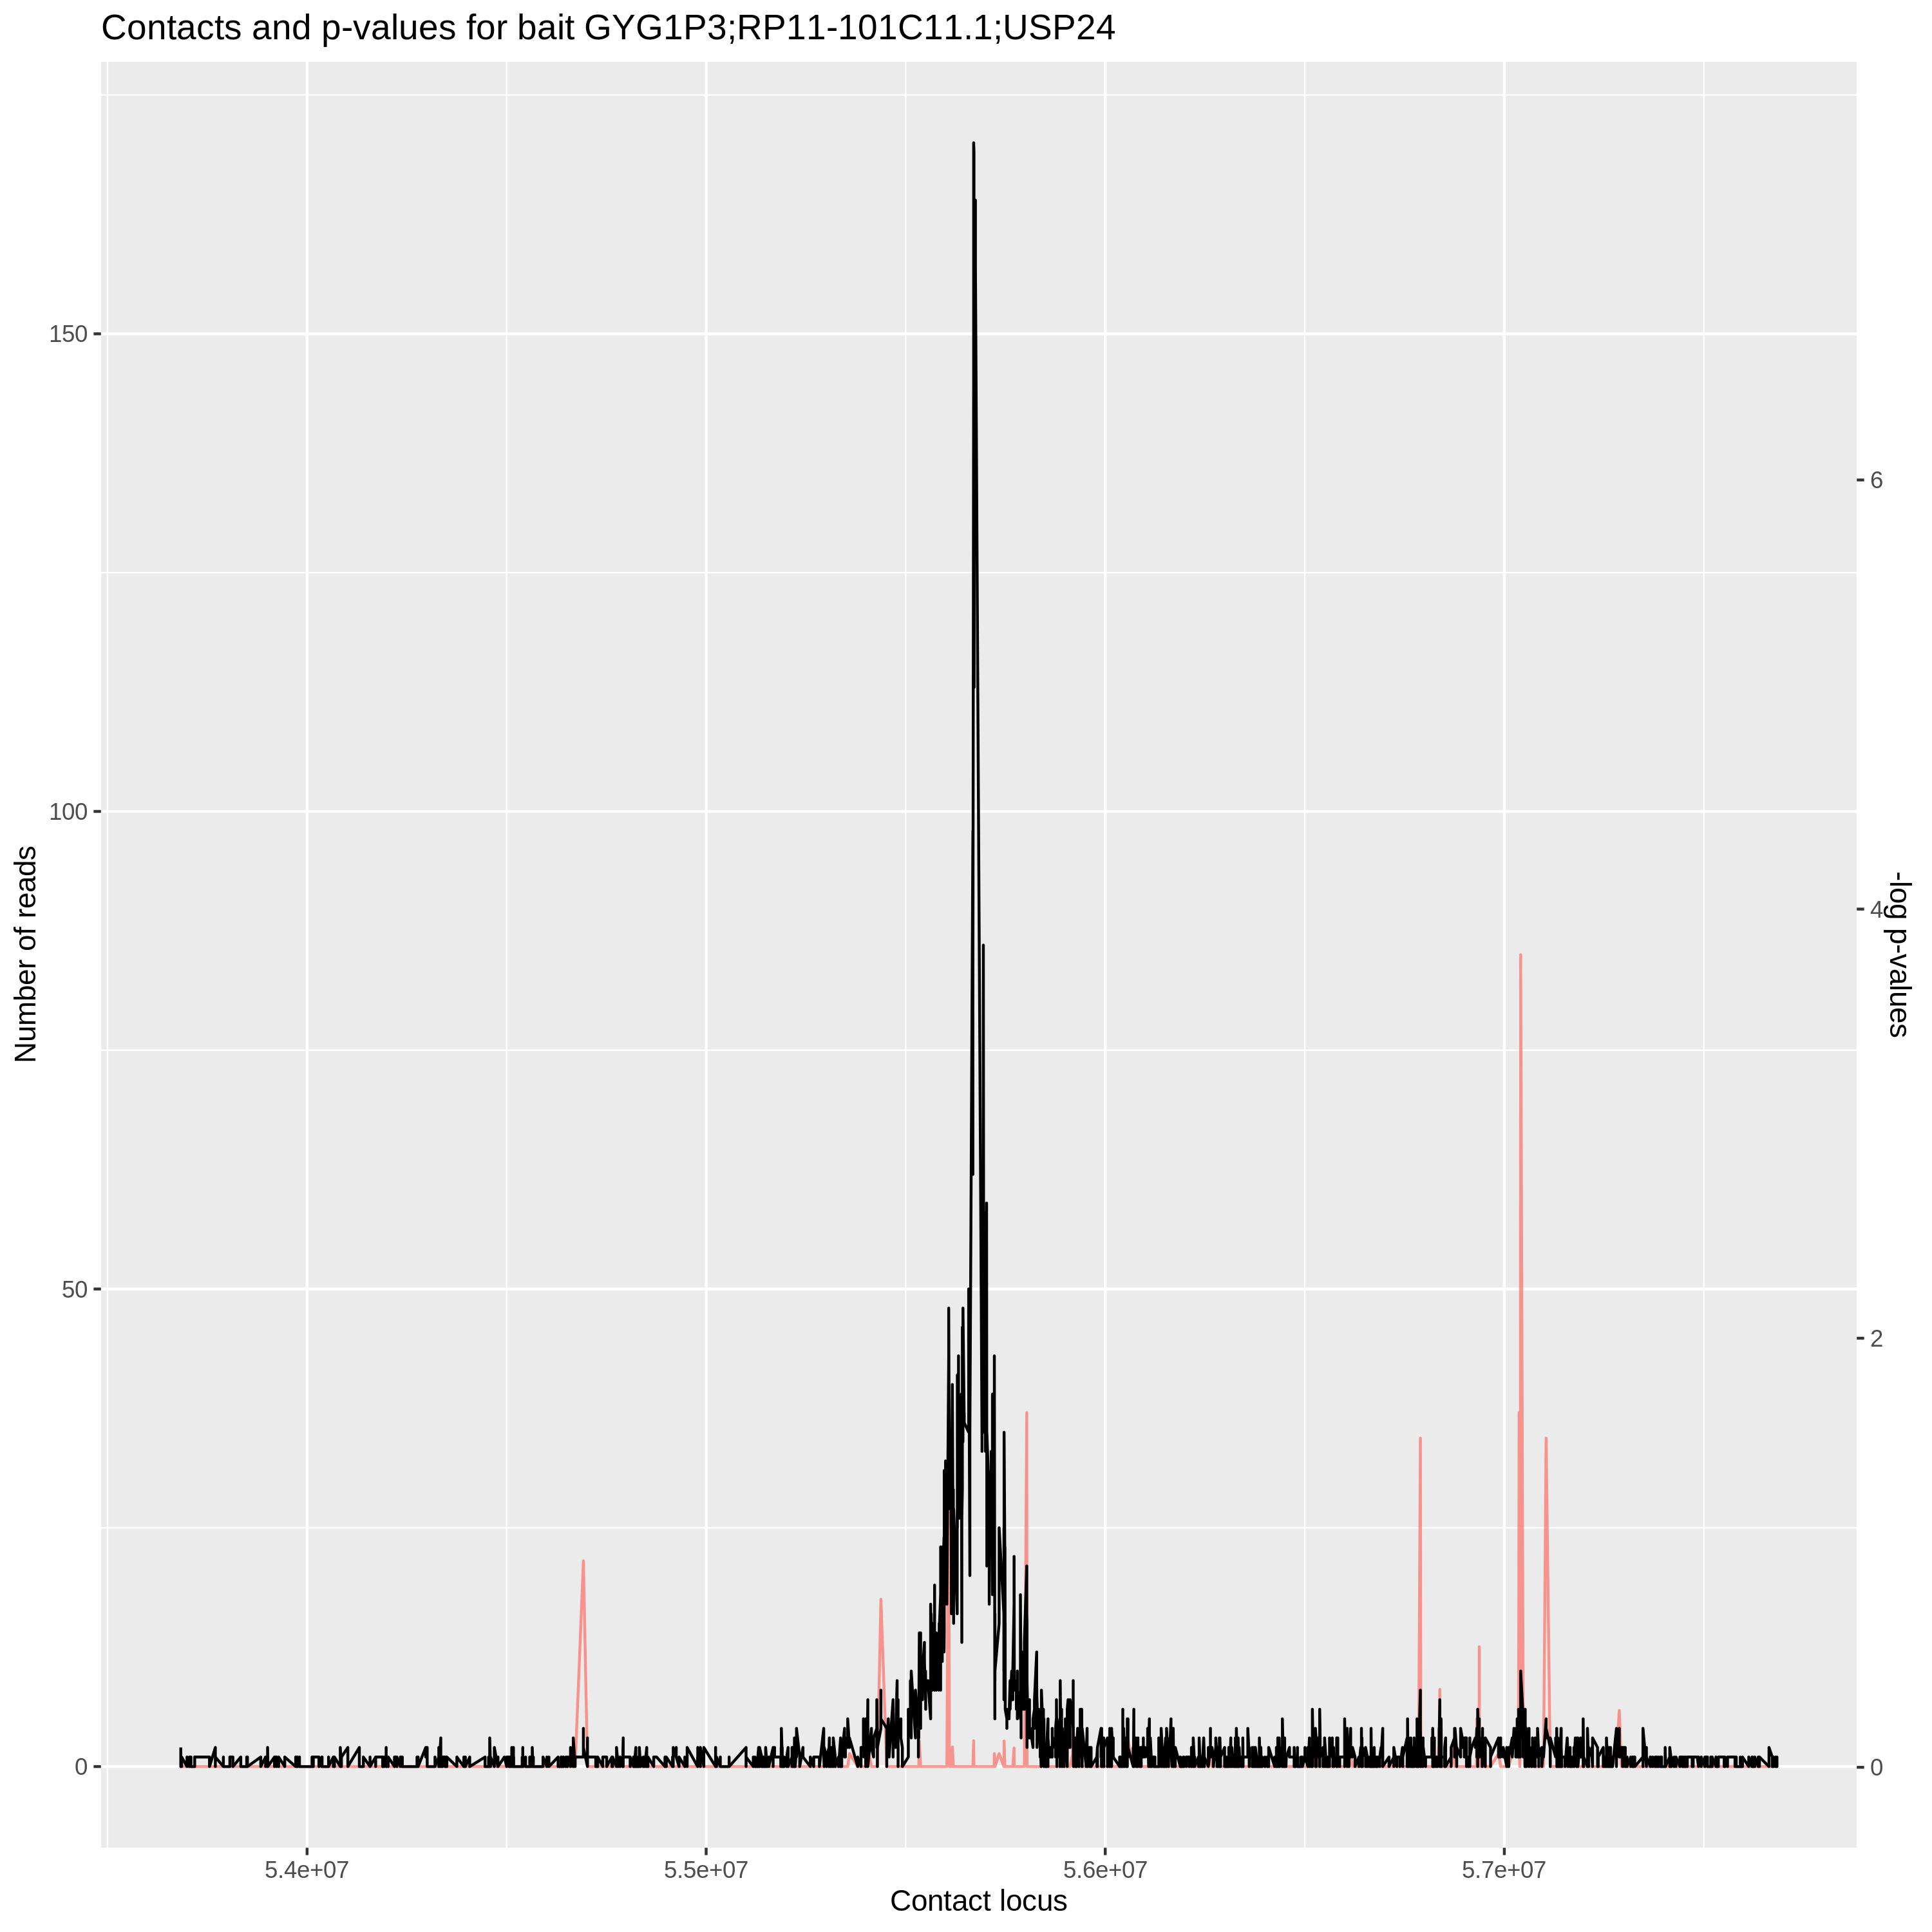 Contacts and p-values for bait GYG1P3;RP11-101C11.1;USP24
150
100
50
0
Number of reads
6
4
2
0
-log p-values
5.4e+07
5.5e+07
5.6e+07
5.7e+07
Contact locus